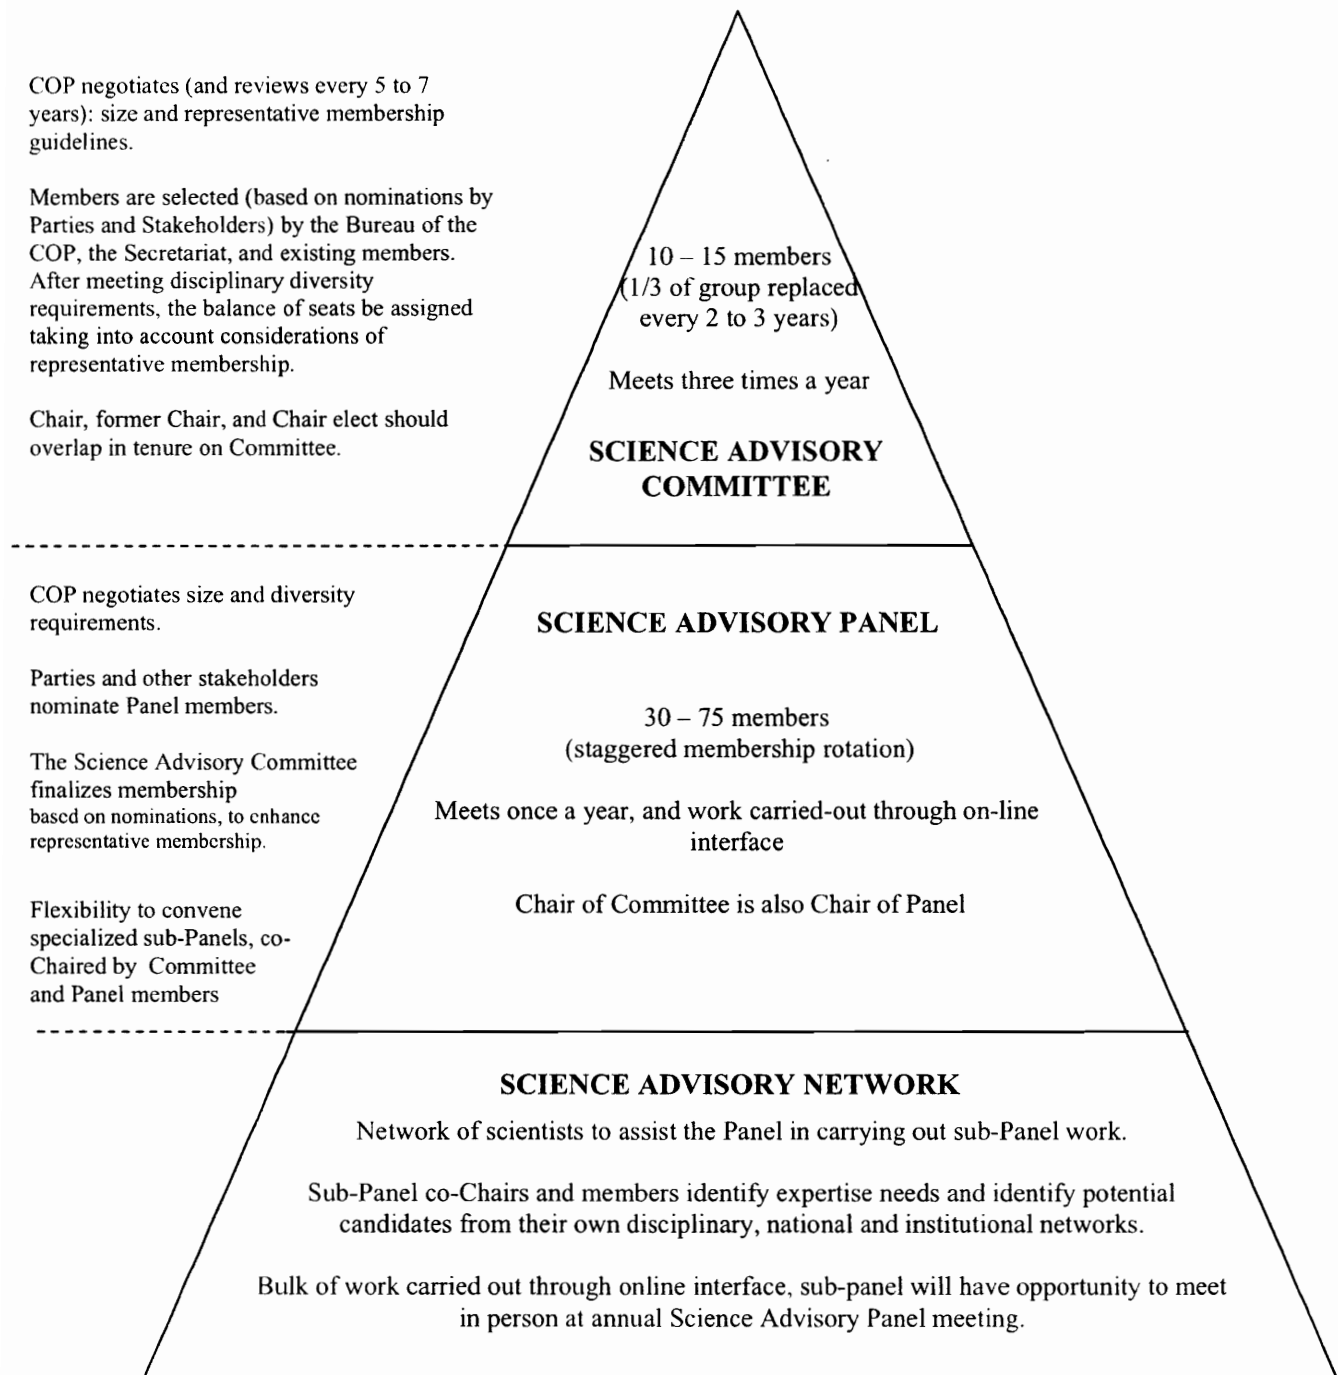 COP negotiates (and reviews every 5 to 7
years): size and representative membership
guidelines.
Members are selected (based on nominations by
Parties and Stakeholders) by the Bureau of the
COP, the Secretariat, and existing members.
After meeting disciplinary diversity
requirements, the balance of seats be assigned
taking into account considerations of
representative membership.
Chair, former Chair, and Chair elect should
overlap in tenure on Committee.
10 – 15 members
(1/3 of group replaced
every 2 to 3 years)
Meets three times a year
SCIENCE ADVISORY
COMMITTEE
COP negotiates size and diversity
requirements.
Parties and other stakeholders
nominate Panel members.
The Science Advisory Committee
finalizes membership
based on nominations, to enhance
representative membership.
Flexibility to convene
specialized sub-Panels, co-
Chaired by Committee
and Panel members
SCIENCE ADVISORY PANEL
30 – 75 members
(staggered membership rotation)
Meets once a year, and work carried-out through on-line
interface
Chair of Committee is also Chair of Panel
SCIENCE ADVISORY NETWORK
Network of scientists to assist the Panel in carrying out sub-Panel work.
Sub-Panel co-Chairs and members identify expertise needs and identify potential
candidates from their own disciplinary, national and institutional networks.
Bulk of work carried out through online interface, sub-panel will have opportunity to meet
in person at annual Science Advisory Panel meeting.